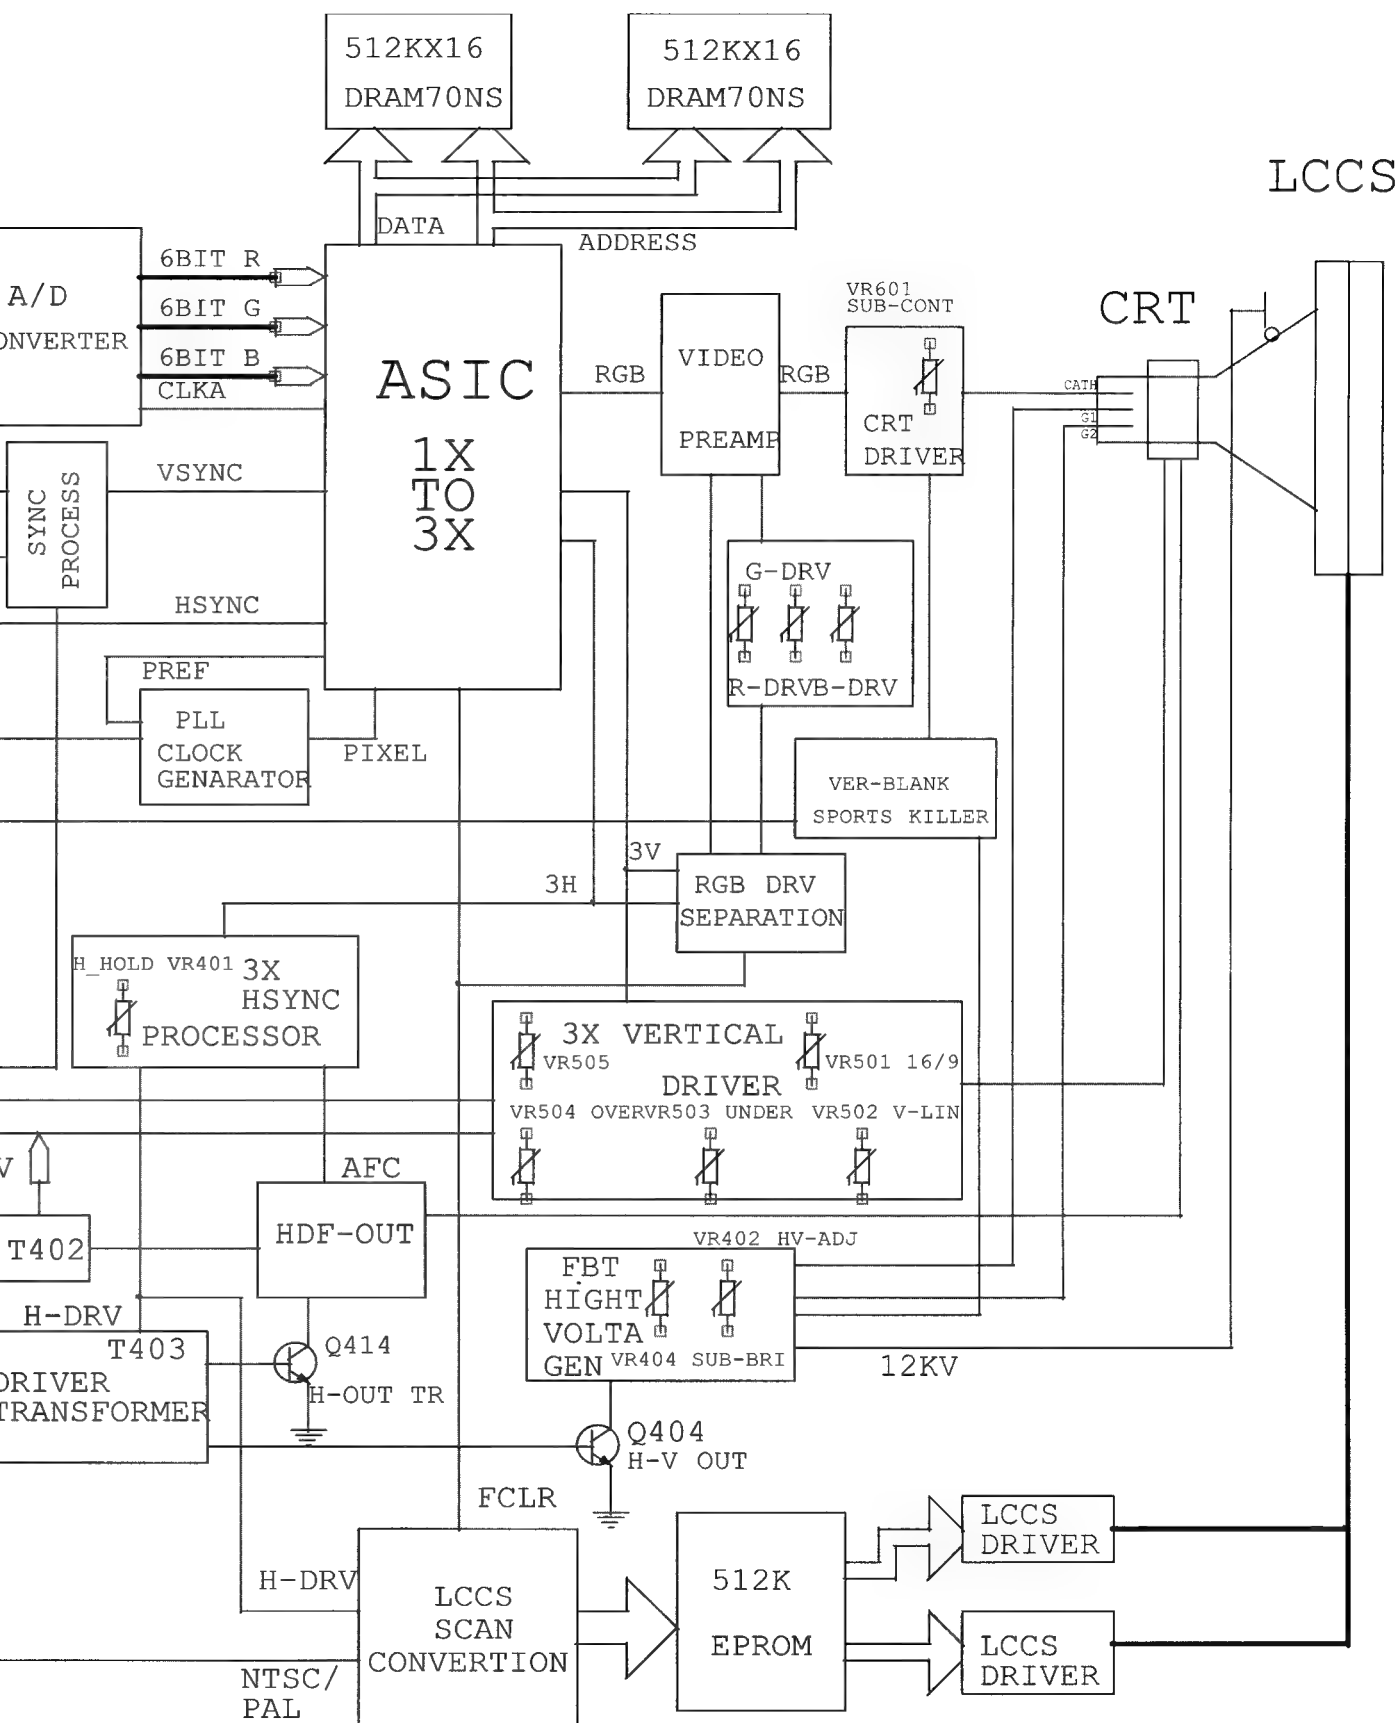 512KX16
DRAM70NS
512KX16
DRAM70NS
LCCS
DATA
ADDRESS
A/D
ONVERTER
6BIT R
6BIT G
6BIT B
CLKA
ASIC
1X
TO
3X
RGB
VIDEO
PREAMP
RGB
VR601
SUB-CONT
CRT
DRIVER
CRT
CATH
G1
G2
SYNC
PROCESS
VSYNC
HSYNC
PREF
PLL
CLOCK
GENARATOR
PIXEL
G-DRV
R-DRVB-DRV
VER-BLANK
SPORTS KILLER
3V
3H
RGB DRV
SEPARATION
H_HOLD VR401
3X
HSYNC
PROCESSOR
3X VERTICAL
DRIVER
VR505
VR501 16/9
VR504 OVERVR503 UNDER VR502 V-LIN
V
AFC
T402
HDF-OUT
VR402 HV-ADJ
FBT
HIGHT
VOLTA
GEN
VR404 SUB-BRI
12KV
H-DRV
T403
DRIVER
TRANSFORMER
Q414
H-OUT TR
Q404
H-V OUT
FCLR
H-DRV
LCCS
SCAN
CONVERTION
NTSC/
PAL
512K
EPROM
LCCS
DRIVER
LCCS
DRIVER